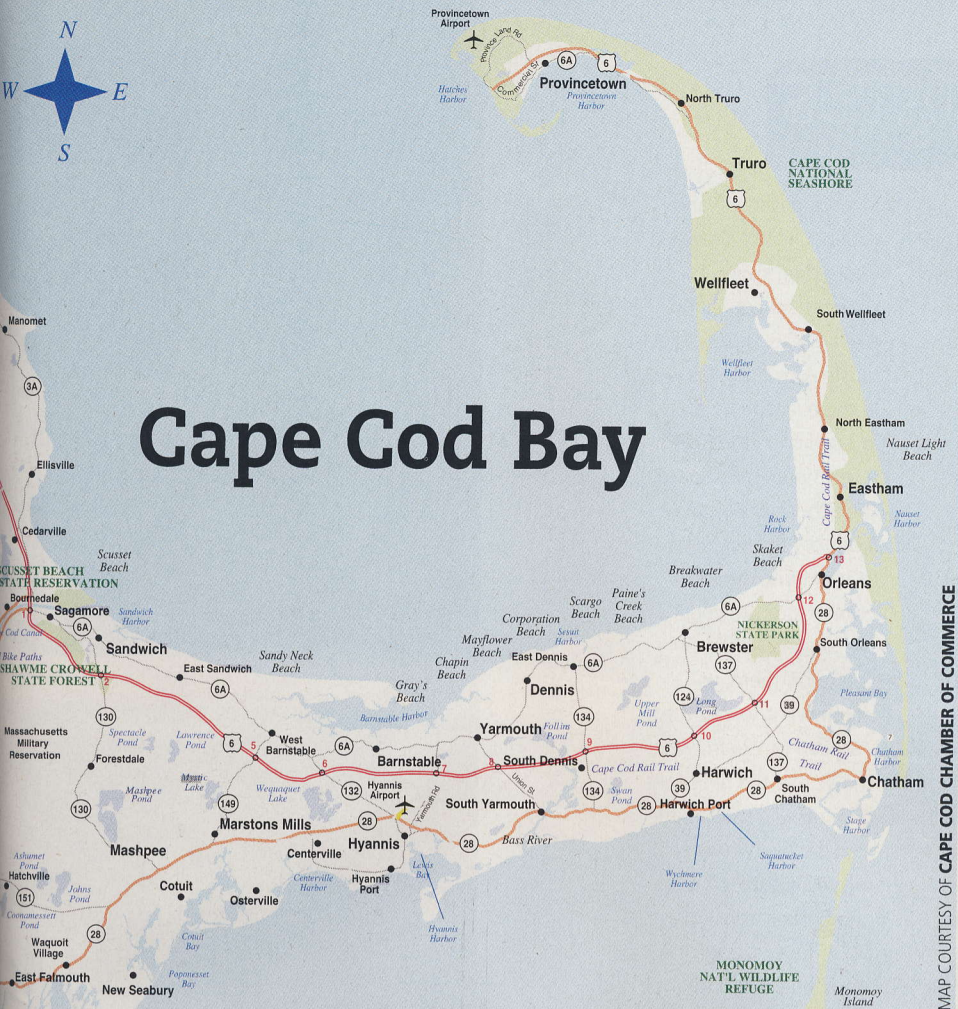 Provincetown
Airport
Province Land Rd
6A
6
Commercial St
Provincetown
Hatches
Harbor
Provincetown
Harbor
N
W
E
S
North Truro
Truro
CAPE COD
NATIONAL
SEASHORE
6
Wellfleet
South Wellfleet
Manomet
Wellfleet
Harbor
3A
Cape Cod Bay
North Eastham
Nauset Light
Beach
Cape Cod Rail Trail
Ellisville
Eastham
Rock
Harbor
Nauset
Harbor
Cedarville
6
Scusset
Beach
Skaket
Beach
13
SCUSSET BEACH
STATE RESERVATION
Breakwater
Beach
Orleans
Bournedale
1
Sagamore
Sandwich
Harbor
Paine's
Creek
Beach
Scargo
Beach
6A
12
28
6A
Cod Canal
Corporation
Beach
Sesuit
Harbor
NICKERSON
STATE PARK
Sandwich
Mayflower
Beach
Brewster
South Orleans
Bike Paths
Sandy Neck
Beach
Chapin
Beach
East Dennis
6A
137
SHAWME CROWELL
STATE FOREST
2
East Sandwich
6A
Gray's
Beach
Dennis
124
Long
Pond
Pleasant Bay
11
39
130
Barnstable Harbor
Upper
Mill
Pond
134
Massachusetts
Military
Reservation
Spectacle
Pond
Lawrence
Pond
6
5
West
Barnstable
6A
Yarmouth
Follins
Pond
10
6
28
7
Chatham Rail
Trail
Chatham
Harbor
Forestdale
6
Barnstable
7
8
South Dennis
9
Cape Cod Rail Trail
Harwich
137
Chatham
Mystic
Lake
Wequaquet
Lake
132
Hyannis
Airport
Yarmouth Rd
Union St
134
Swan
Pond
39
28
South
Chatham
130
Mashpee
Pond
149
South Yarmouth
28
Harwich Port
Marstons Mills
28
Hyannis
28
Bass River
Stage
Harbor
Mashpee
Centerville
Lewis
Bay
Saquatucket
Harbor
Ashumet
Pond
Hatchville
Centerville
Harbor
Hyannis
Port
Wychmere
Harbor
151
Johns
Pond
Cotuit
Osterville
Coonamessett
Pond
28
Cotuit
Bay
Hyannis
Harbor
Waquoit
Village
East Falmouth
New Seabury
Poponesset
Bay
MONOMOY
NAT'L WILDLIFE
REFUGE
Monomoy
Island
MAP COURTESY OF CAPE COD CHAMBER OF COMMERCE